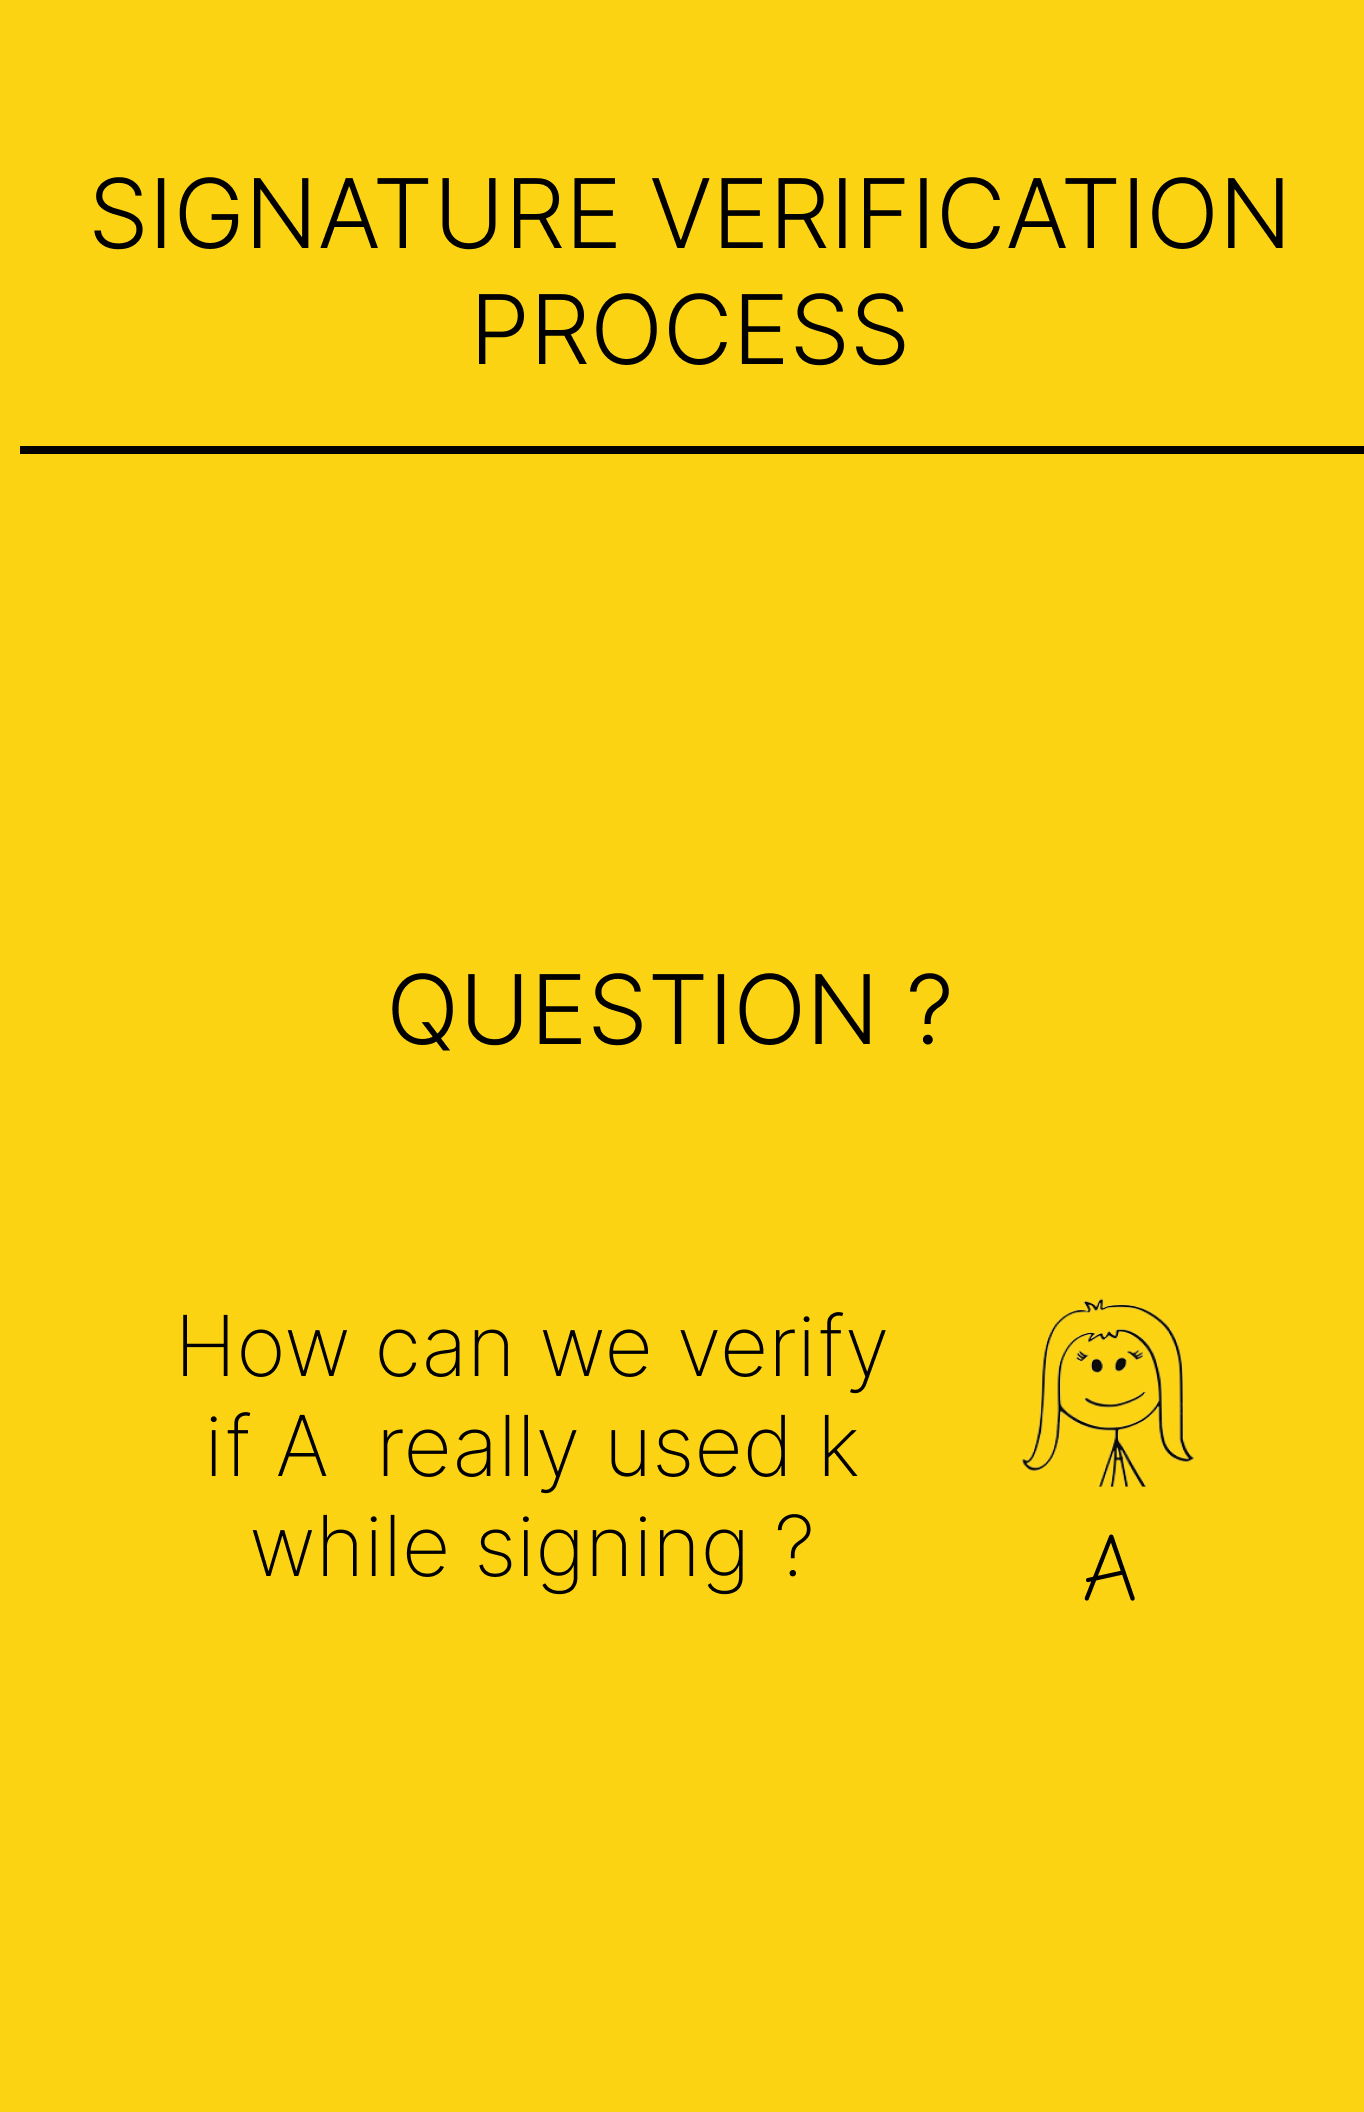 SIGNATURE VERIFICATION
PROCESS
QUESTION ?
How can we verify
if A really used k
while signing ?
A